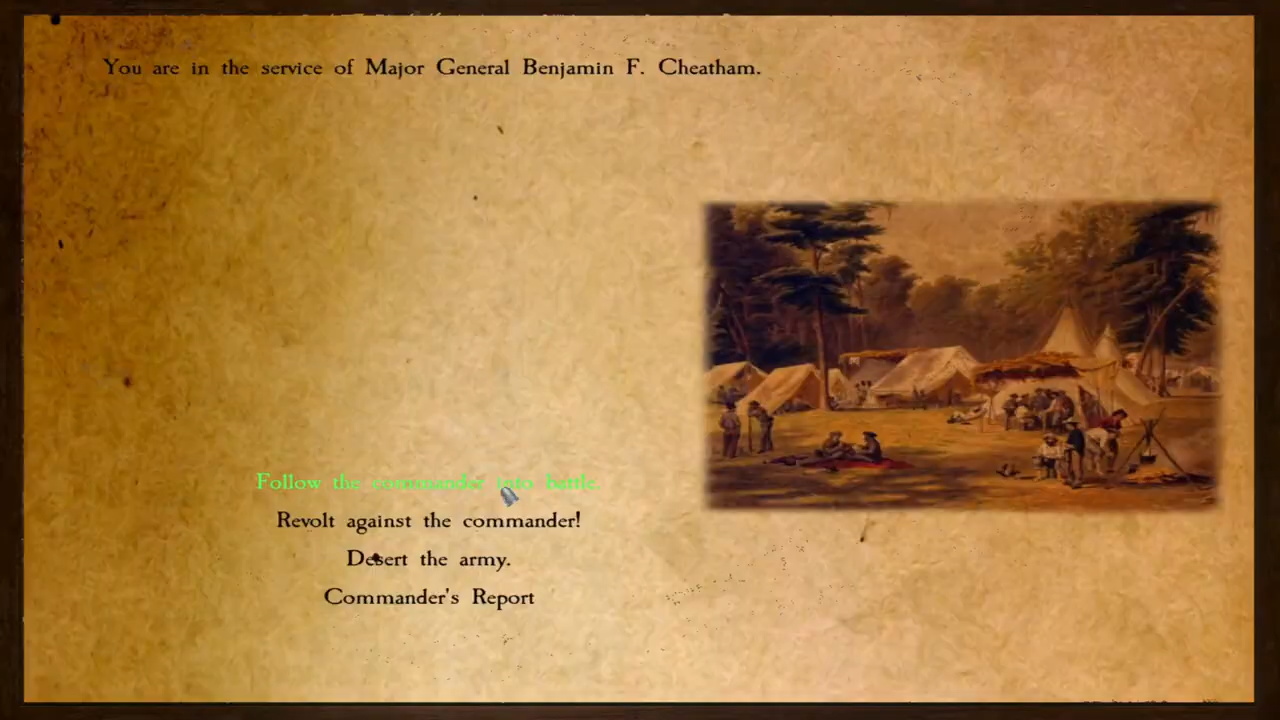 You are in the service of Major General Benjamin F. Cheatham.
Follow the commander into battle.
Revolt against the commander!
Desert the army.
Commander's Report